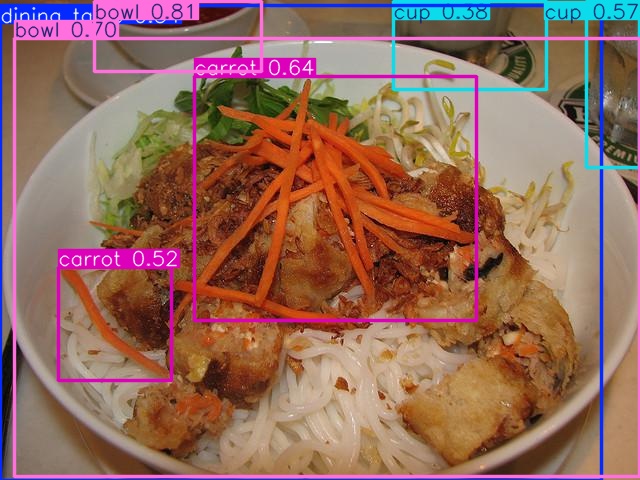 dining ta
bowl 0.81
cup 0.38
cup 0.57
bowl 0.70
carrot 0.64
carrot 0.52